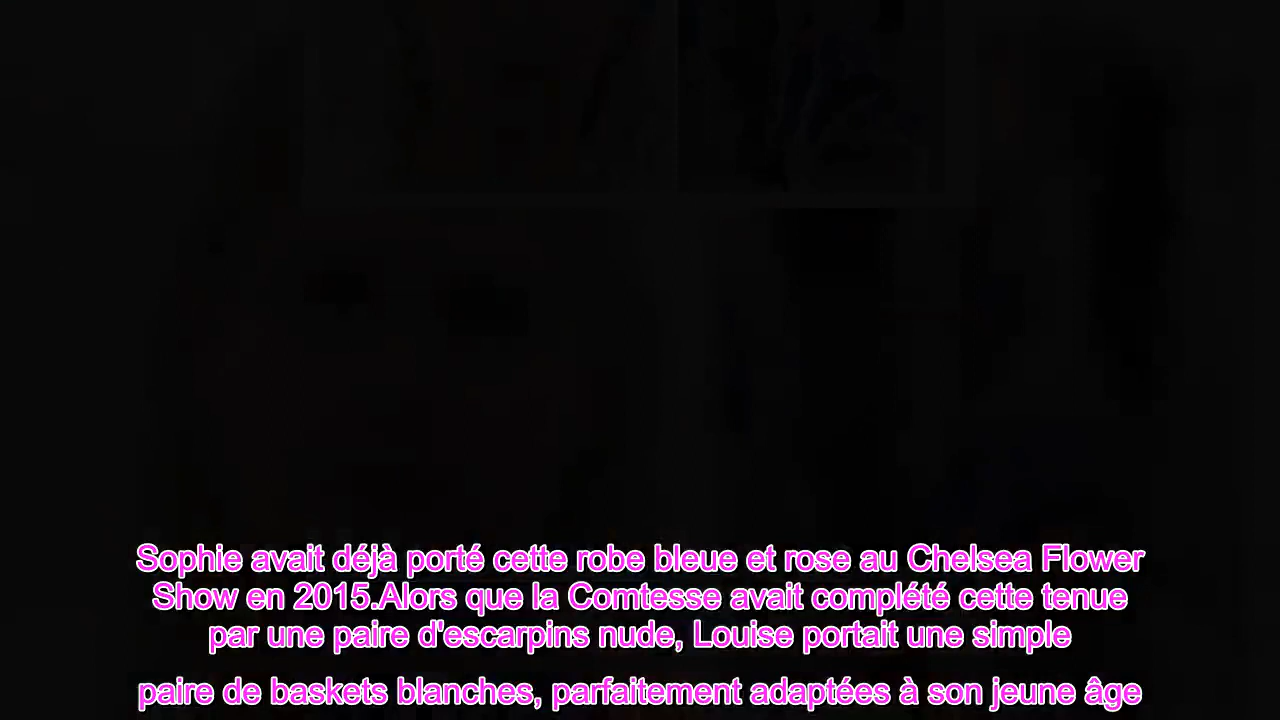 Sophie avait déjà porté cette robe bleue et rose au Chelsea Flower
Show en 2015.Alors que la Comtesse avait complété cette tenue
par une paire d'escarpins nude, Louise portait une simple
paire de baskets blanches, parfaitement adaptées à son jeune âge